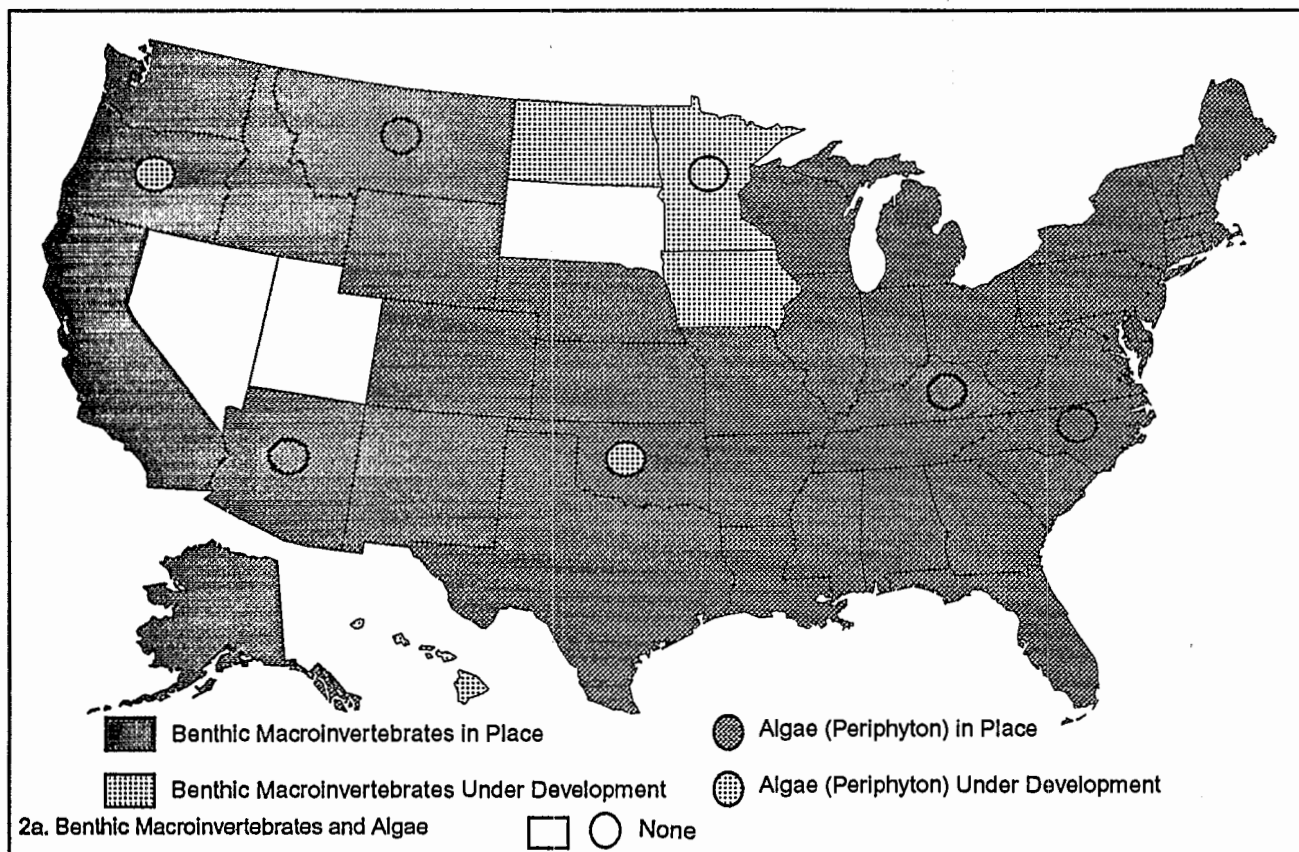 Benthic Macroinvertebrates in Place
Algae (Periphyton) in Place
Benthic Macroinvertebrates Under Development
Algae (Periphyton) Under Development
2a. Benthic Macroinvertebrates and Algae
None